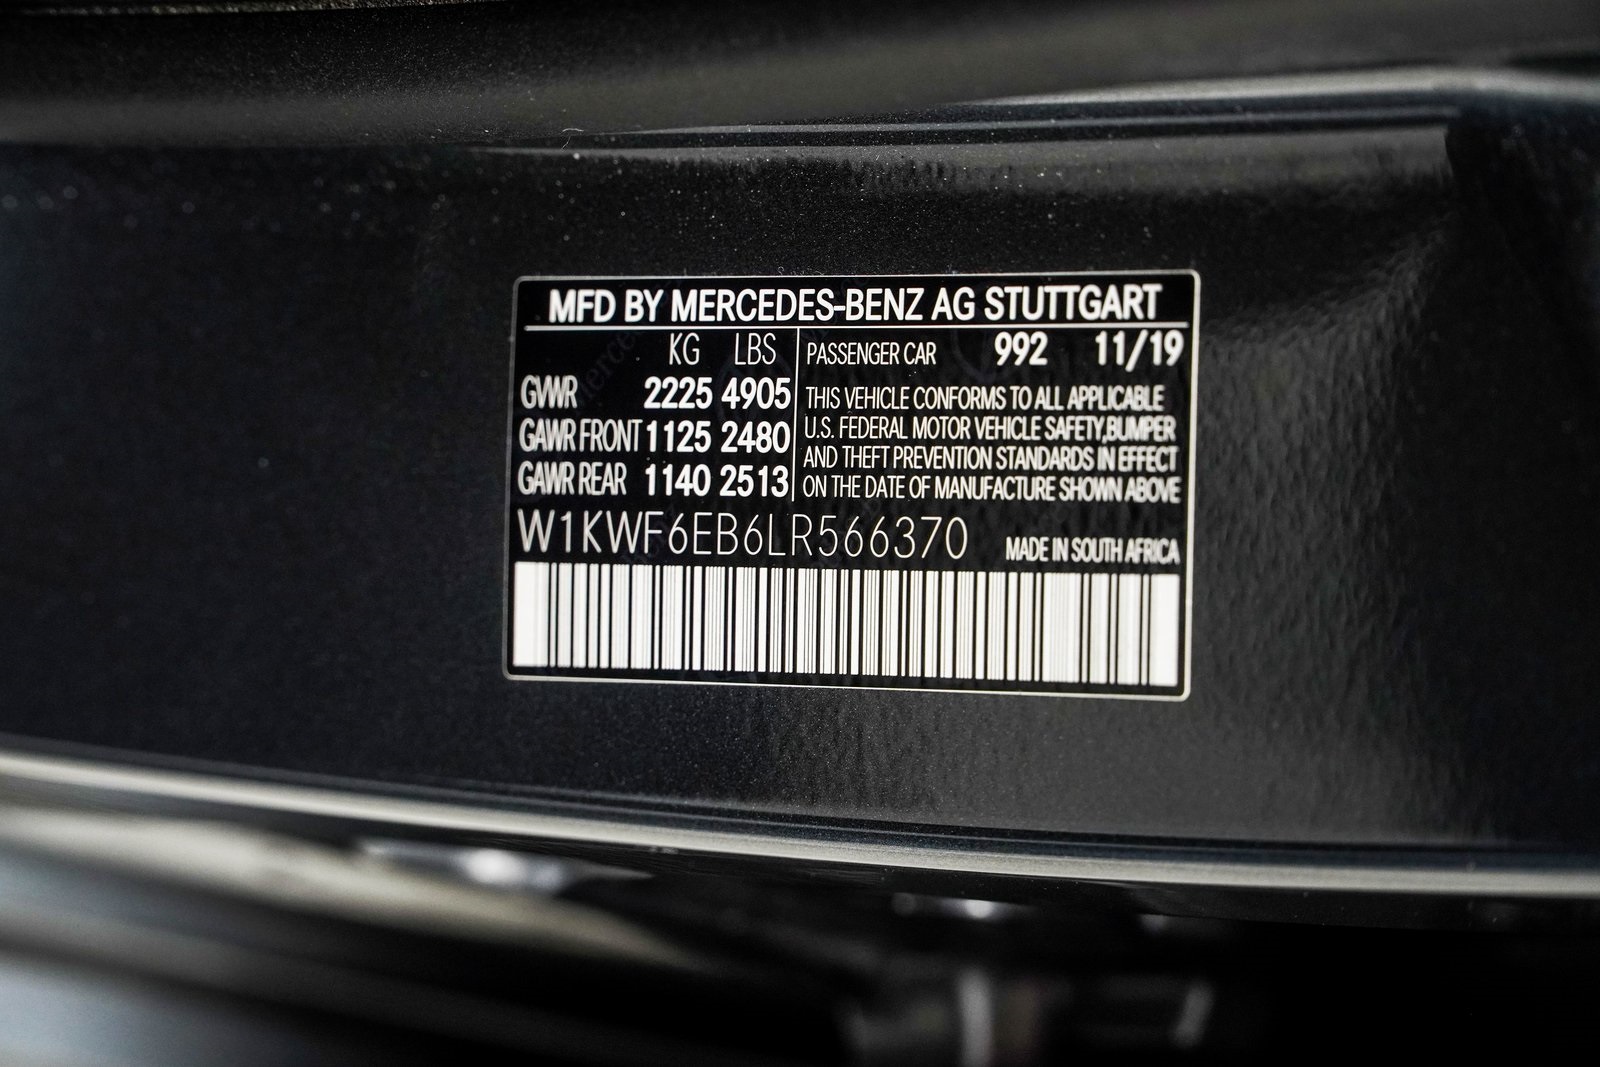 MFD BY MERCEDES-BENZ AG STUTTGART
KG LBS
GVWR 2225 4905
GAWR FRONT 1125 2480
GAWR REAR 1140 2513
PASSENGER CAR 992 11/19
THIS VEHICLE CONFORMS TO ALL APPLICABLE
U.S. FEDERAL MOTOR VEHICLE SAFETY,BUMPER
AND THEFT PREVENTION STANDARDS IN EFFECT
ON THE DATE OF MANUFACTURE SHOWN ABOVE
W1KWF6EB6LR566370
MADE IN SOUTH AFRICA